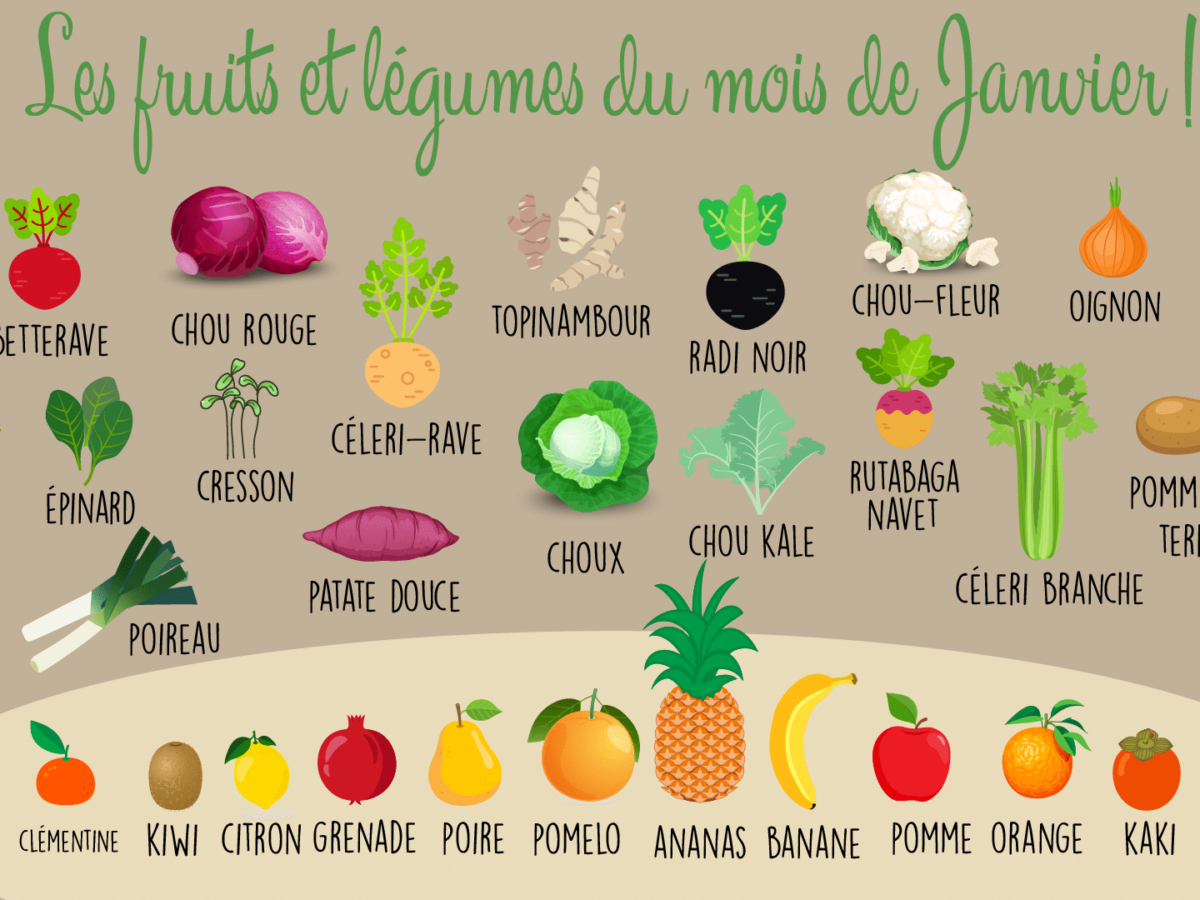 Les fruits et légumes du mois de Janvier !
BETTERAVE
CHOU ROUGE
TOPINAMBOUR
RADI NOIR
CHOU-FLEUR
OIGNON
CÉLERI-RAVE
ÉPINARD
CRESSON
CHOUX
CHOU KALE
RUTABAGA
NAVET
CÉLERI BRANCHE
POMM
TER
PATATE DOUCE
POIREAU
CLÉMENTINE
KIWI
CITRON
GRENADE
POIRE
POMELO
ANANAS
BANANE
POMME
ORANGE
KAKI